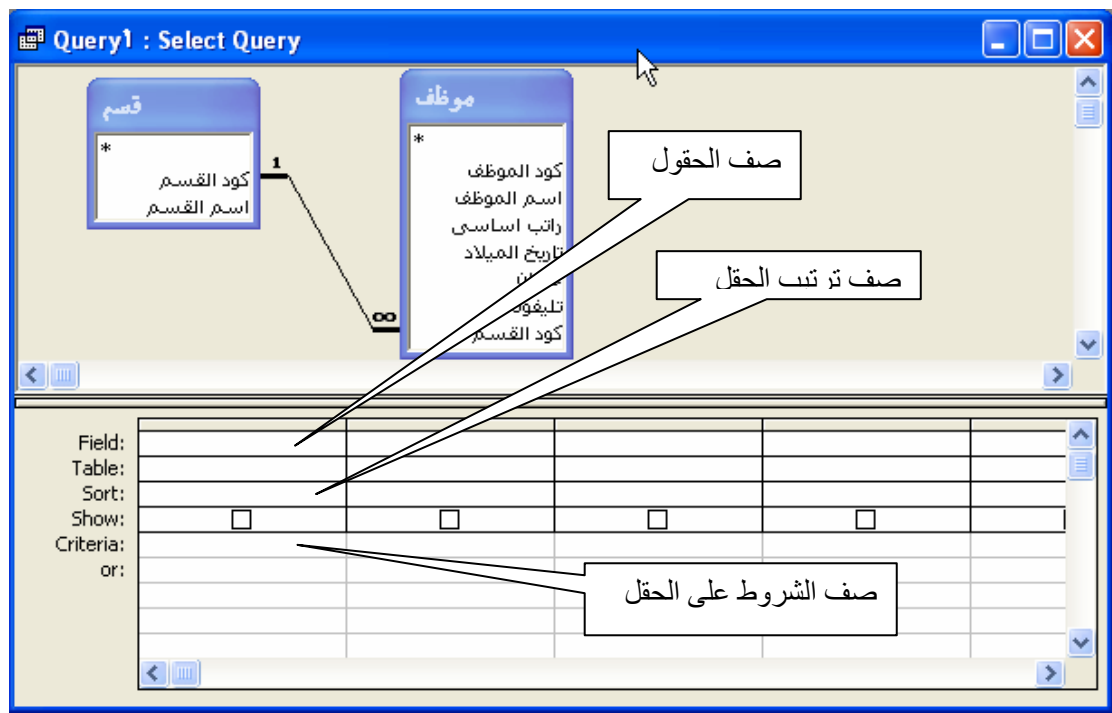 Query1 : Select Query
قسم
*
كود القسم
اسم القسم
1
∞
موظف
*
كود الموظف
اسم الموظف
راتب اساسى
تاريخ الميلاد
كود القسم
صف الحقول
صف ترتيب الحقل
Field:
Table:
Sort:
Show:
Criteria:
or:
صف الشروط على الحقل